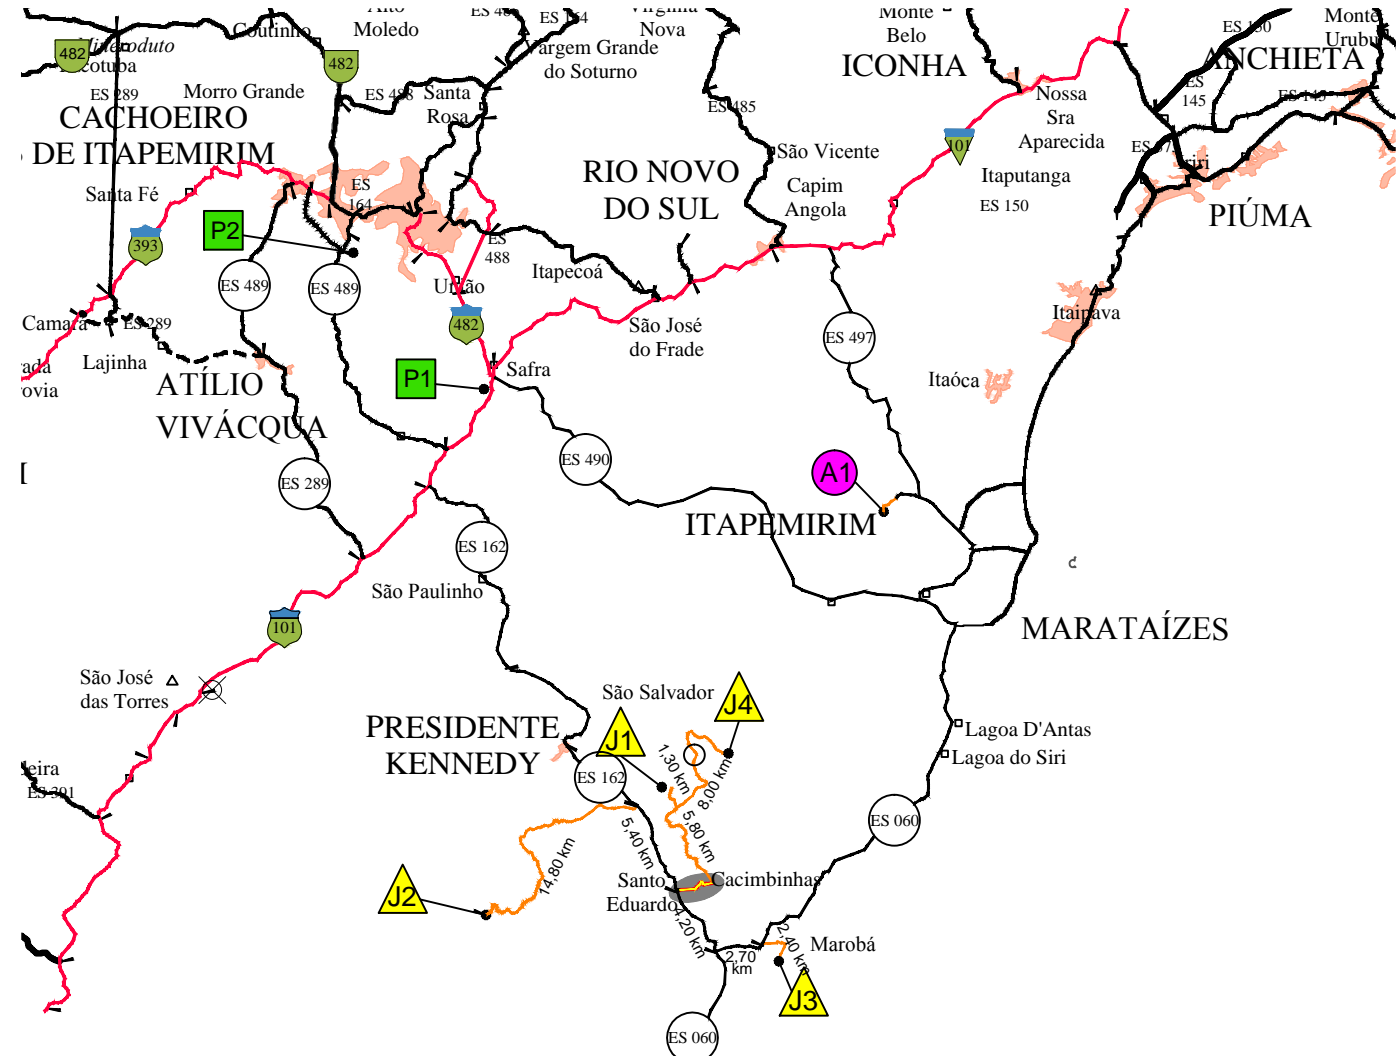 Moledo
ES 164
Nova
Monte
Belo
ES 150
Monte
Urubu
482
Coutinho
482
Vargem Grande
do Soturno
ICONHA
ANCHIETA
ES 289
Morro Grande
ES 488
Santa
Rosa
ES 485
Nossa
Sra
Aparecida
ES
145
ES 145
CACHOEIRO
DE ITAPEMIRIM
101
São Vicente
RIO NOVO
DO SUL
Capim
Angola
Itaputanga
ES 150
Iriri
PIÚMA
Santa Fé
ES
164
P2
393
ES
488
Itapecoá
ES 489
ES 489
União
Camará
ES 289
482
São José
do Frade
ES 497
Itaipava
Lajinha
ovia
ATÍLIO
VIVÁCQUA
P1
Safra
Itaóca
ES 490
A1
ES 289
ITAPEMIRIM
ES 162
São Paulinho
101
MARATAÍZES
São José
das Torres
São Salvador
J4
J1
PRESIDENTE
KENNEDY
Lagoa D'Antas
Lagoa do Siri
ES 162
1,30 km
8,00 km
eira
ES 391
5,40 km
5,80 km
ES 060
14,80 km
J2
Santo
Eduardo
Cacimbinhas
4,20 km
2,70
km
2,40 km
Marobá
J3
ES 060